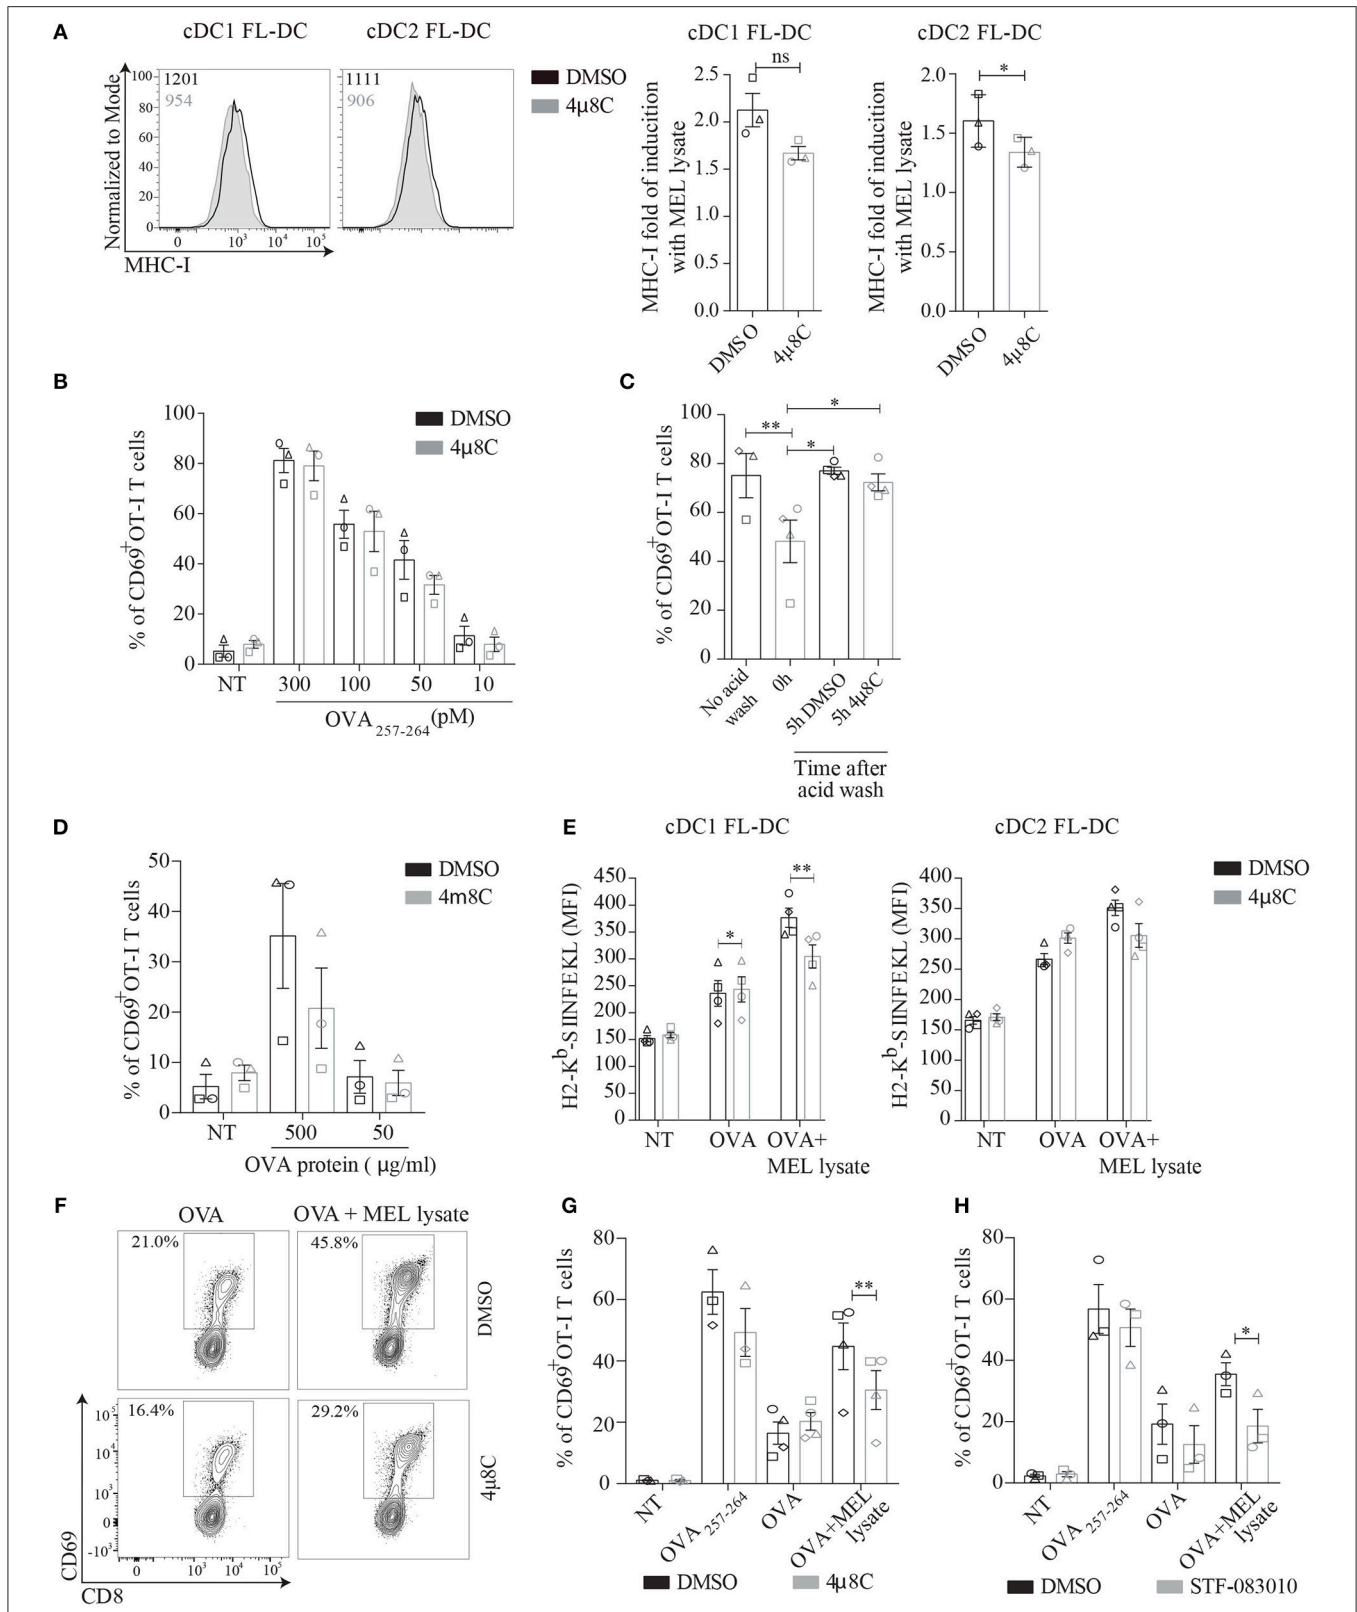 A
cDC1 FL-DC
cDC2 FL-DC
1201
954
1111
906
DMSO
4µ8C
Normalized to Mode
100
80
60
40
20
0
0 10³ 10⁴ 10⁵
MHC-I
cDC1 FL-DC
ns
MHC-I fold of inducition
with MEL lysate
2.5
2.0
1.5
1.0
0.5
0.0
DMSO
4µ8C
cDC2 FL-DC
*
MHC-I fold of inducition
with MEL lysate
2.0
1.5
1.0
0.5
0.0
DMSO
4µ8C
B
% of CD69⁺OT-I T cells
100
80
60
40
20
0
DMSO
4µ8C
NT 300 100 50 10
OVA₂₅₇₋₂₆₄(pM)
C
% of CD69⁺OT-I T cells
100
80
60
40
20
0
*
**
*
No acid
wash
0h
5h DMSO
5h 4µ8C
Time after
acid wash
D
% of CD69⁺OT-I T cells
50
40
30
20
10
0
DMSO
4m8C
NT 500 50
OVA protein ( µg/ml)
E
cDC1 FL-DC
H2-Kᵇ-SIINFEKL (MFI)
450
400
350
300
250
200
150
100
50
0
*
**
NT OVA OVA+
MEL lysate
cDC2 FL-DC
H2-Kᵇ-SIINFEKL (MFI)
400
350
300
250
200
150
100
50
0
NT OVA OVA+
MEL lysate
DMSO
4µ8C
F
OVA
OVA + MEL lysate
21.0%
45.8%
DMSO
16.4%
29.2%
4µ8C
10⁵
10⁴
10³
0
-10³
0 10³ 10⁴ 10⁵
CD69
CD8
G
% of CD69⁺OT-I T cells
80
60
40
20
0
**
NT
OVA₂₅₇₋₂₆₄
OVA
OVA+MEL
lysate
DMSO
4µ8C
H
% of CD69⁺OT-I T cells
80
60
40
20
0
*
NT
OVA₂₅₇₋₂₆₄
OVA
OVA+MEL
lysate
DMSO
STF-083010